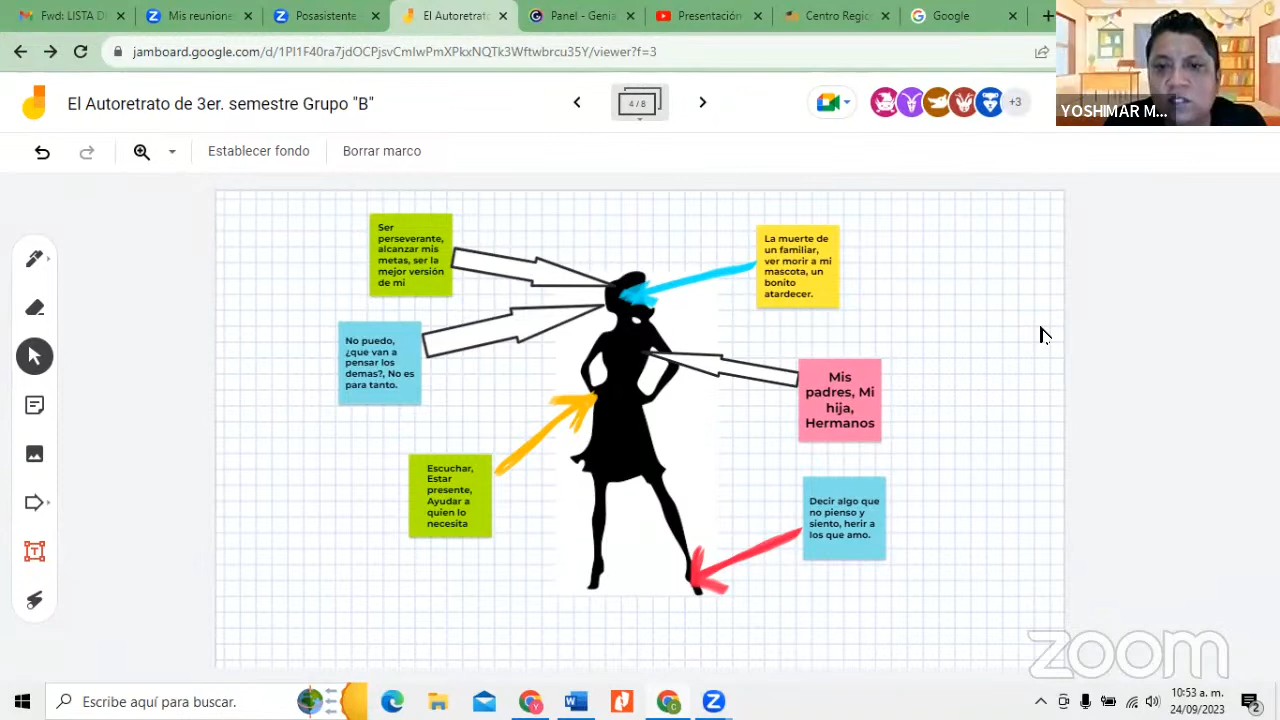 Fwd: LISTA D
Mis reunion
Posasistente
El Autoretrat
Panel - Genia
Presentación
Centro Regi
Google
jamboard.google.com/d/1Pl1F40ra7jdOCPjsvCmIwPmXPkxNQTk3Wftwbrcu35Y/viewer?f=3
YOSHIMAR M...
El Autoretrato de 3er. semestre Grupo "B"
4 / 8
+3
Establecer fondo
Borrar marco
Ser
perseverante,
alcanzar mis
metas, ser la
mejor versión
de mi
La muerte de
un familiar,
ver morir a mi
mascota, un
bonito
atardecer.
No puedo,
¿que van a
pensar los
demas?, No es
para tanto.
Mis
padres, Mi
hija,
Hermanos
Escuchar,
Estar
presente,
Ayudar a
quien lo
necesita
Decir algo que
no pienso y
siento, herir a
los que amo.
zoom
Escribe aquí para buscar.
10:53 a. m.
24/09/2023
2